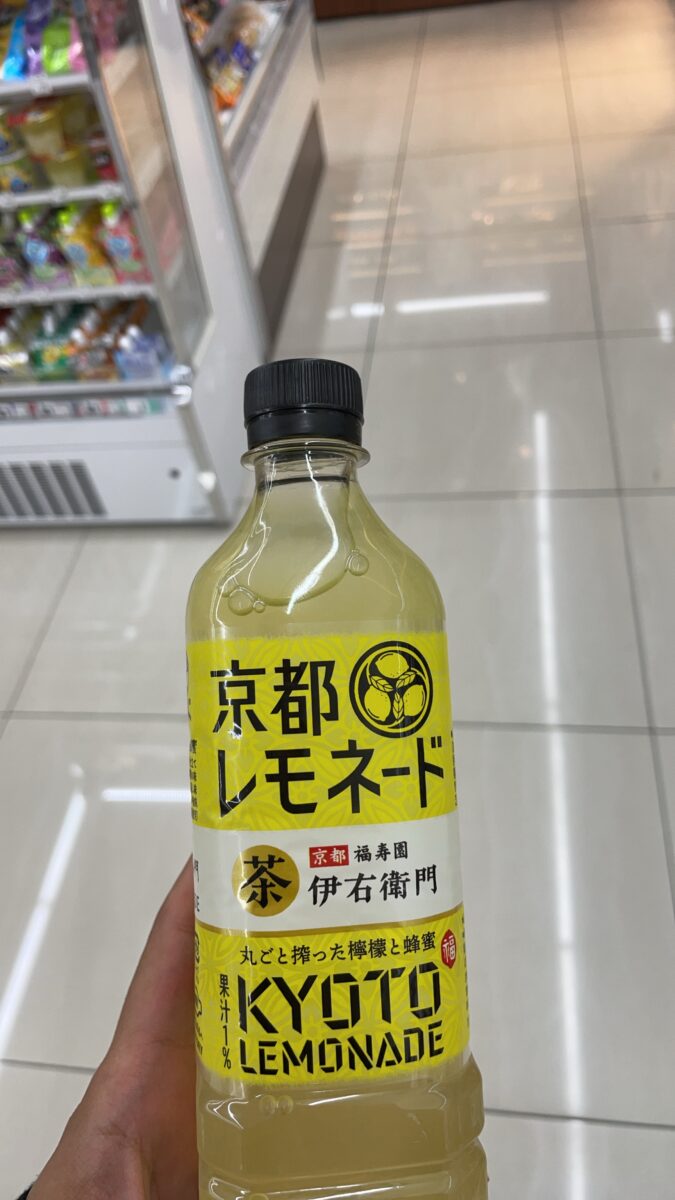 京都
レモネード
茶
京都 福寿園
伊右衛門
丸ごと搾った檸檬と蜂蜜
福
果汁1%
KYOTO
LEMONADE